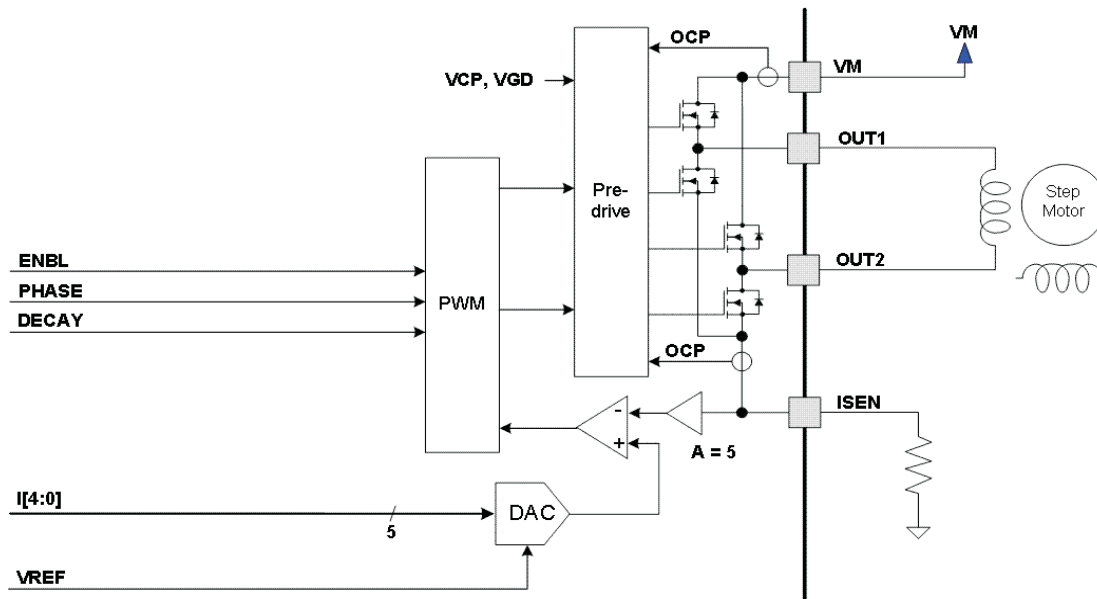 OCP
VM
VM
VCP, VGD
OUT1
Pre-
drive
Step
Motor
ENBL
OUT2
PHASE
PWM
DECAY
OCP
ISEN
-
+
A = 5
I[4:0]
5
DAC
VREF